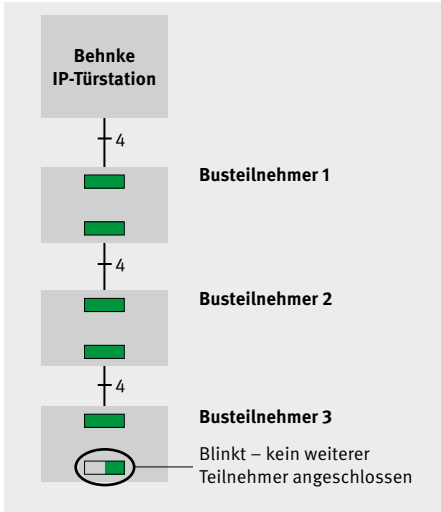 Behnke
IP-Türstation
4
Busteilnehmer 1
4
Busteilnehmer 2
4
Busteilnehmer 3
Blinkt – kein weiterer
Teilnehmer angeschlossen